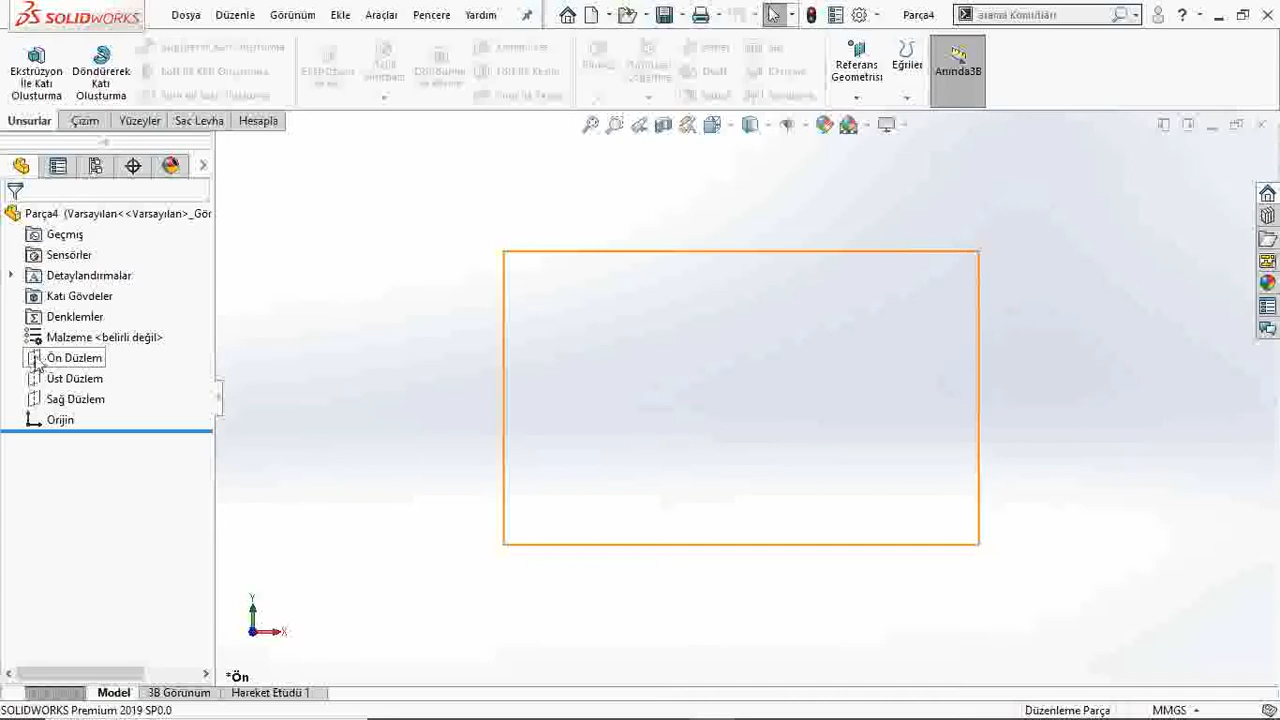 SOLIDWORKS
Dosya Düzenle Görünüm Ekle Araçlar Pencere Yardım
Parça4
arama Komutları
Ekstrüzyon
İle Katı
Oluşturma
Döndürerek
Katı
Oluşturma
Referans
Geometrisi
Eğriler
Anında3B
Unsurlar Çizim Yüzeyler Sac Levha Hesapla
Parça4 (Varsayılan<<Varsayılan>_Gör
Geçmiş
Sensörler
Detaylandırmalar
Katı Gövdeler
Denklemler
Malzeme <belirli değil>
Ön Düzlem
Üst Düzlem
Sağ Düzlem
Orijin
Y
X
*Ön
Model 3B Görünüm Hareket Etüdü 1
SOLIDWORKS Premium 2019 SP0.0
Düzenleme Parça
MMGS